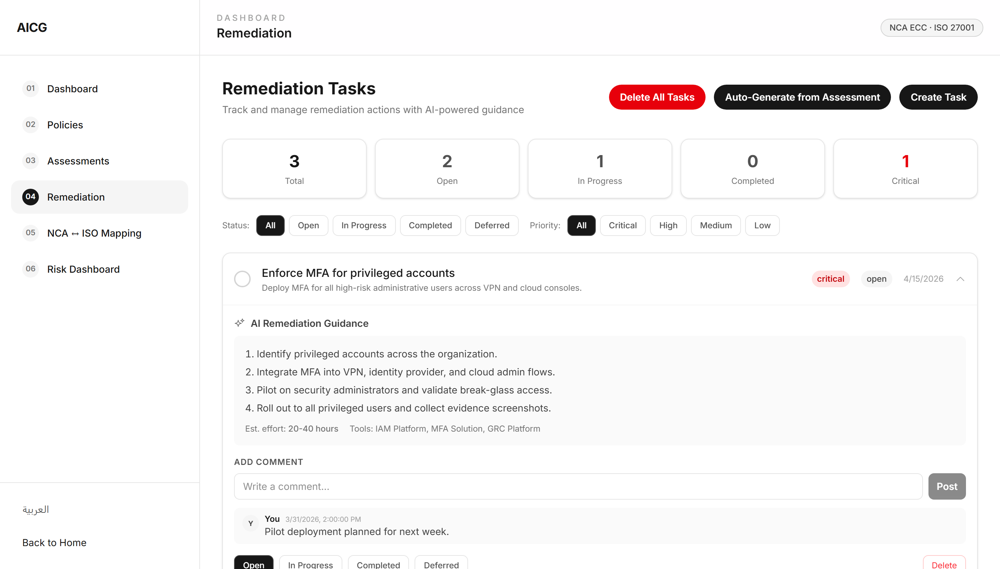 AICG
DASHBOARD
Remediation
NCA ECC · ISO 27001
01 Dashboard
02 Policies
03 Assessments
04 Remediation
05 NCA ↔ ISO Mapping
06 Risk Dashboard
العربية
Back to Home
Remediation Tasks
Track and manage remediation actions with AI-powered guidance
Delete All Tasks
Auto-Generate from Assessment
Create Task
3
Total
2
Open
1
In Progress
0
Completed
1
Critical
Status: All Open In Progress Completed Deferred Priority: All Critical High Medium Low
Enforce MFA for privileged accounts
Deploy MFA for all high-risk administrative users across VPN and cloud consoles.
critical open 4/15/2026
AI Remediation Guidance
1. Identify privileged accounts across the organization.
2. Integrate MFA into VPN, identity provider, and cloud admin flows.
3. Pilot on security administrators and validate break-glass access.
4. Roll out to all privileged users and collect evidence screenshots.
Est. effort: 20-40 hours Tools: IAM Platform, MFA Solution, GRC Platform
ADD COMMENT
Write a comment...
Post
Y
You 3/31/2026, 2:00:00 PM
Pilot deployment planned for next week.
Open In Progress Completed Deferred Delete